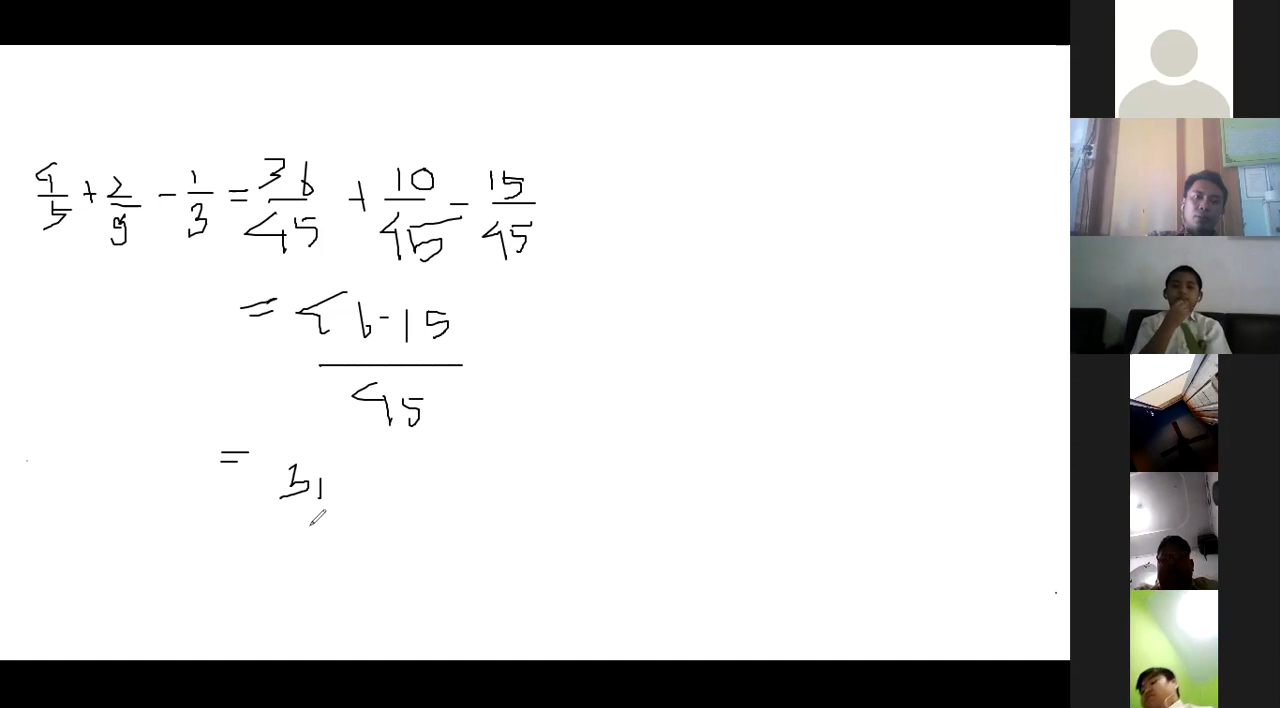 4/5 + 2/9 - 1/3 = 36/45 + 10/45 - 15/45
= 46-15/45
= 31